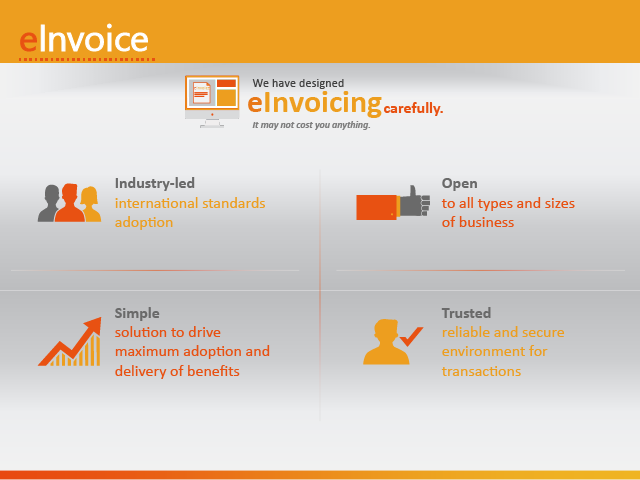 eInvoice
We have designed
eInvoicing carefully.
It may not cost you anything.
Industry-led
international standards
adoption
Open
to all types and sizes
of business
Simple
solution to drive
maximum adoption and
delivery of benefits
Trusted
reliable and secure
environment for
transactions